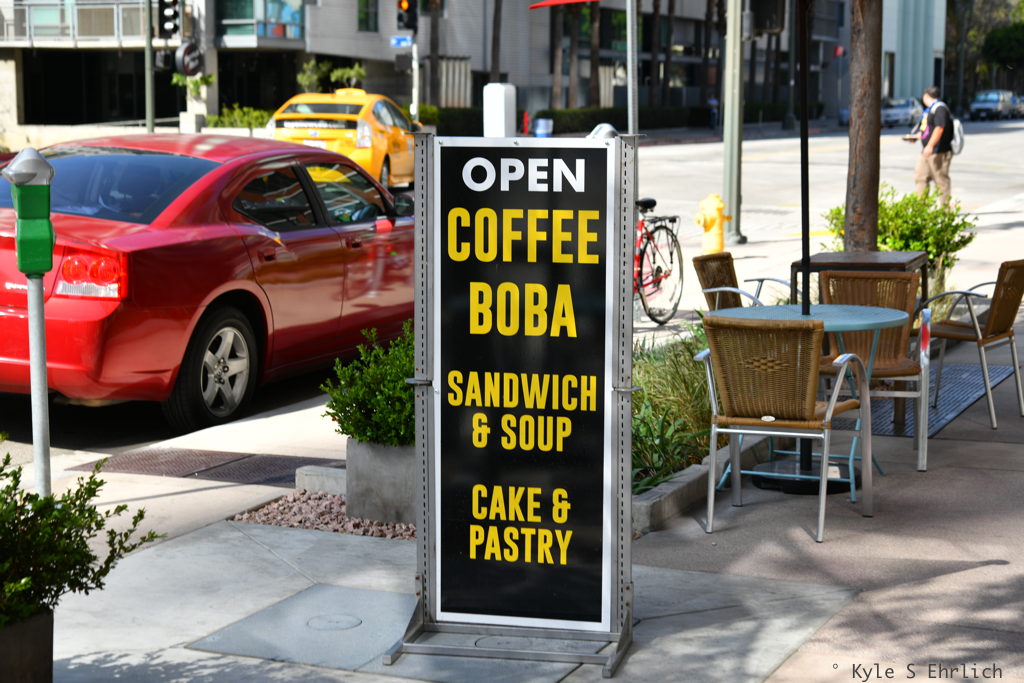 OPEN
COFFEE
BOBA
SANDWICH
& SOUP
CAKE &
PASTRY
° Kyle S Ehrlich